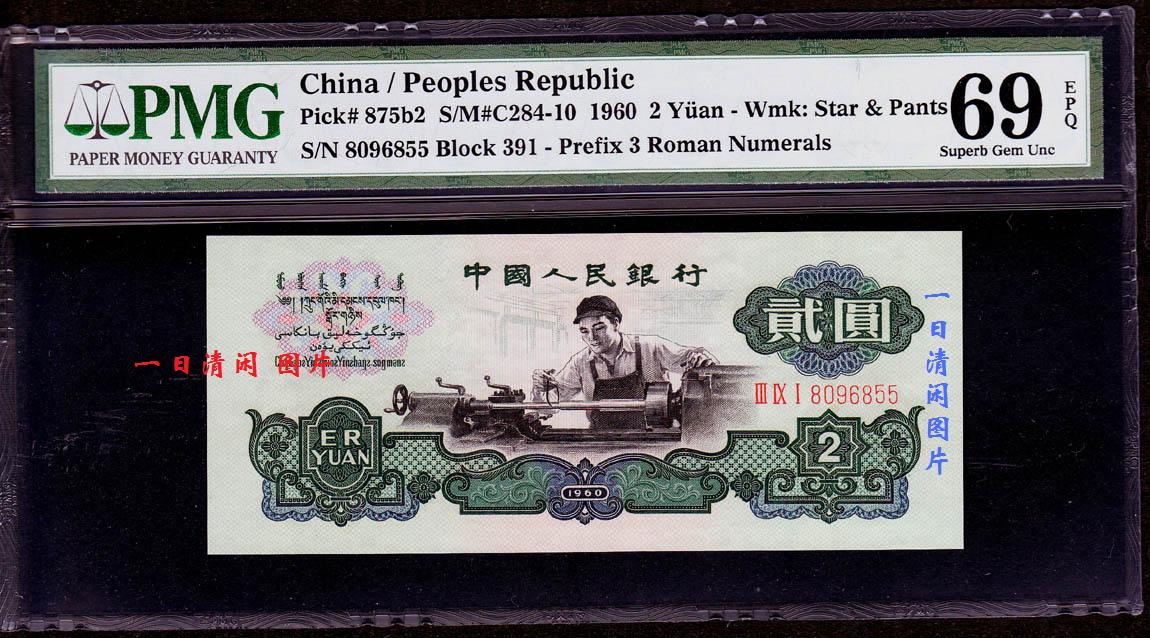 PMG
PAPER MONEY GUARANTY
China / Peoples Republic
Pick# 875b2 S/M#C284-10 1960 2 Yüan - Wmk: Star & Pants
S/N 8096855 Block 391 - Prefix 3 Roman Numerals
69
EPQ
Superb Gem Unc
中國人民銀行
貳圓
一日清闲 图片
一日清闲图片
III IX I 8096855
ER
YUAN
2
1960